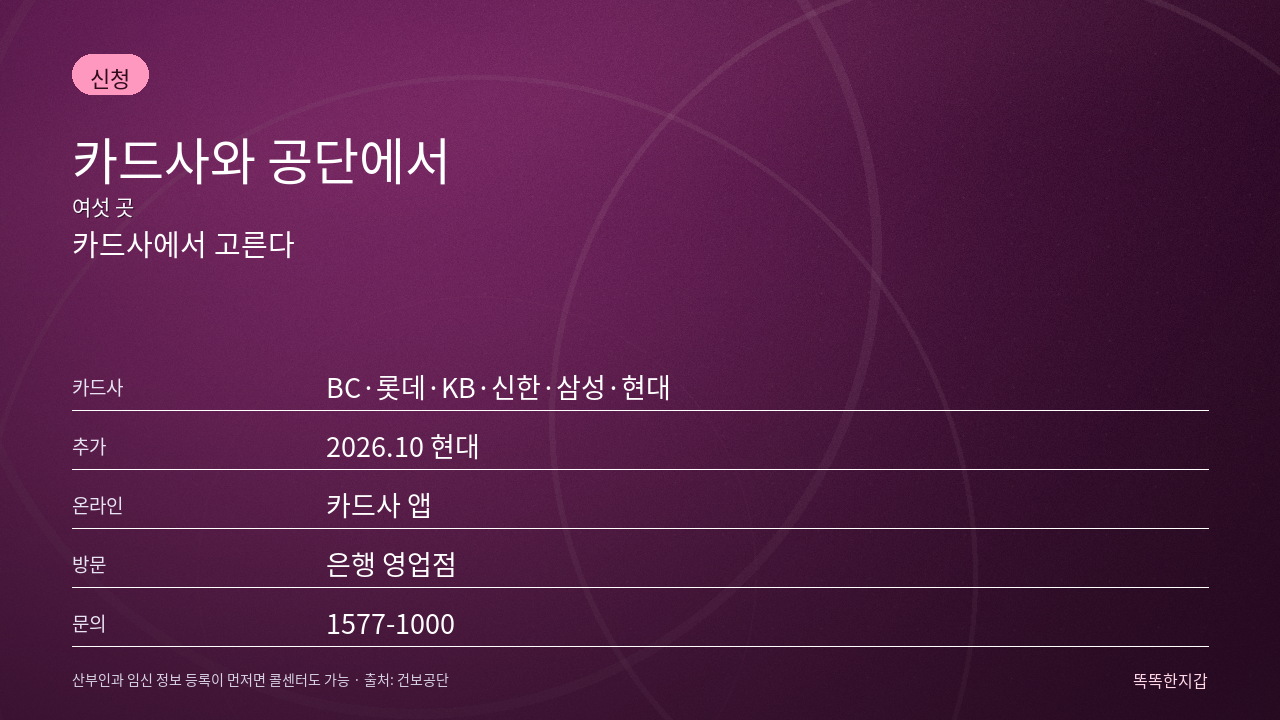 신청
카드사와 공단에서
여섯 곳
카드사에서 고른다
카드사 BC·롯데·KB·신한·삼성·현대
추가 2026.10 현대
온라인 카드사 앱
방문 은행 영업점
문의 1577-1000
산부인과 임신 정보 등록이 먼저면 콜센터도 가능 · 출처: 건보공단
똑똑한지갑